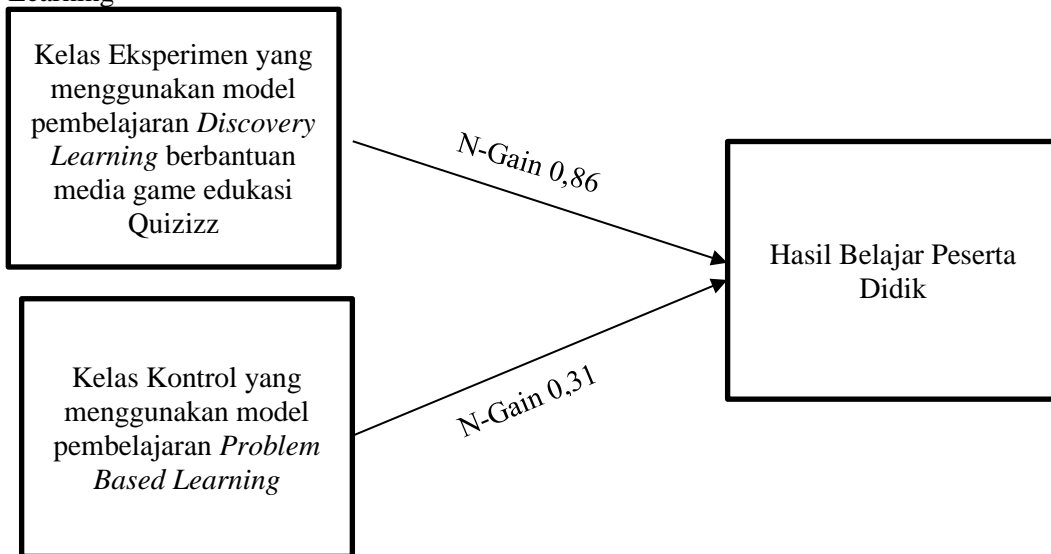 Learning
Kelas Eksperimen yang
menggunakan model
pembelajaran Discovery
Learning berbantuan
media game edukasi
Quizizz
N-Gain 0,86
Hasil Belajar Peserta
Didik
Kelas Kontrol yang
menggunakan model
pembelajaran Problem
Based Learning
N-Gain 0,31